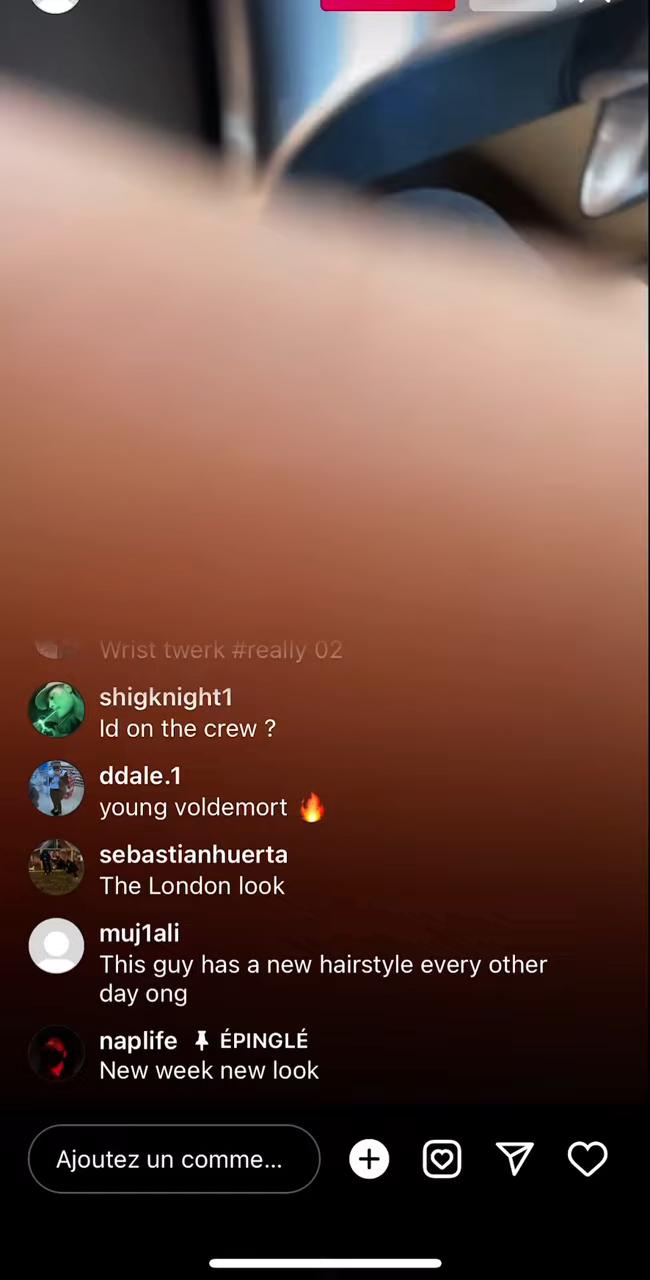 Wrist twerk #really 02
shigknight1
Id on the crew ?
ddale.1
young voldemort 🔥
sebastianhuerta
The London look
muj1ali
This guy has a new hairstyle every other
day ong
naplife ÉPINGLÉ
New week new look
Ajoutez un comme...